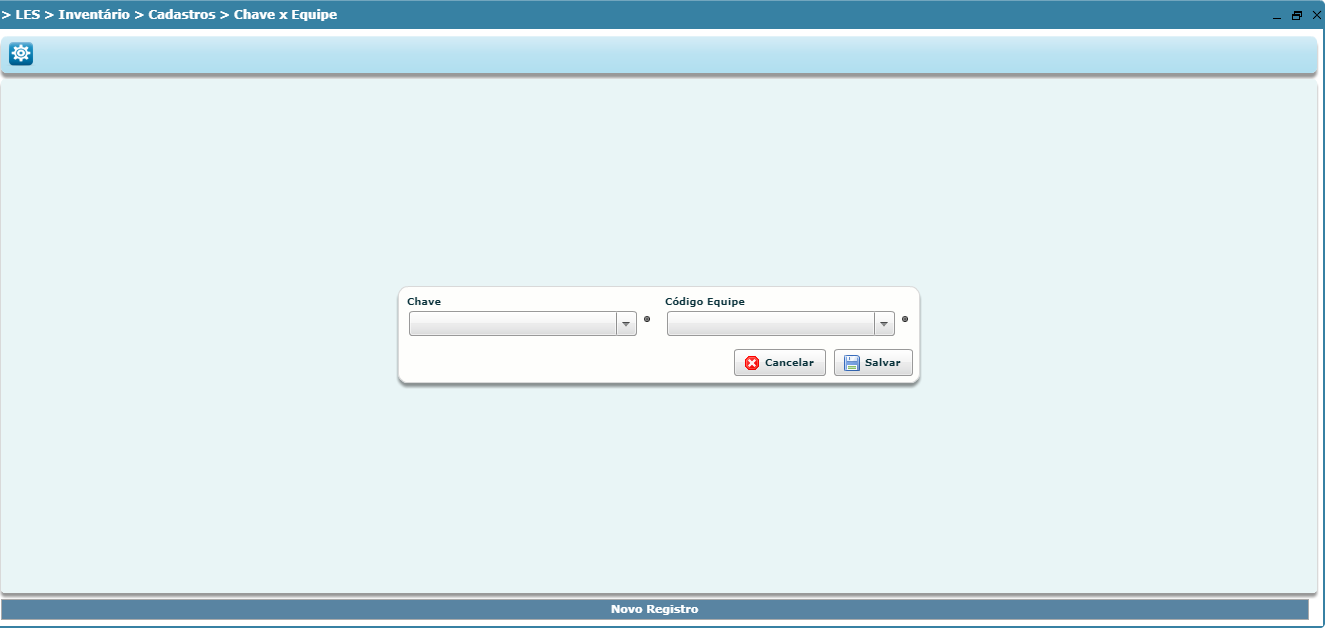 > LES > Inventário > Cadastros > Chave x Equipe
Chave
Código Equipe
Cancelar
Salvar
Novo Registro